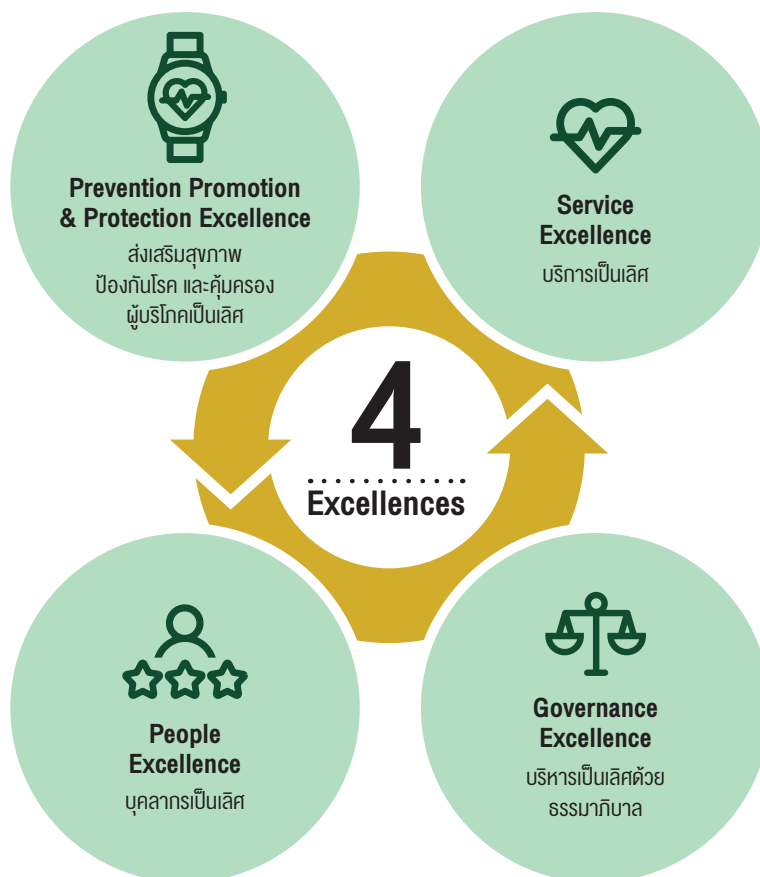 Prevention Promotion
& Protection Excellence
ส่งเสริมสุขภาพ
ป้องกันโรค และคุ้มครอง
ผู้บริโภคเป็นเลิศ
Service
Excellence
บริการเป็นเลิศ
4
Excellences
People
Excellence
บุคลากรเป็นเลิศ
Governance
Excellence
บริหารเป็นเลิศด้วย
ธรรมาภิบาล